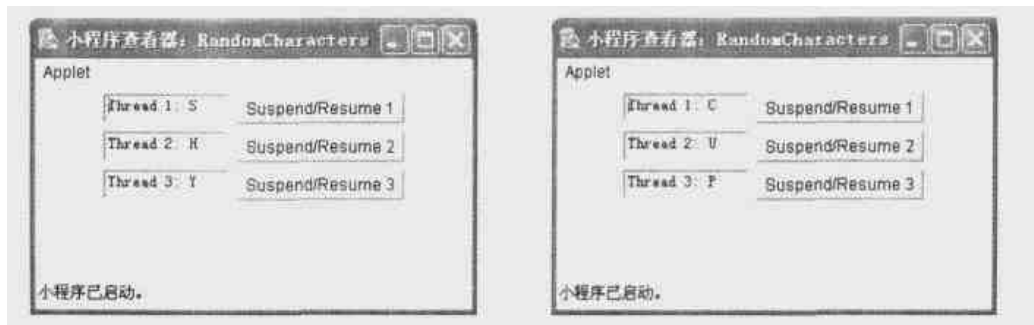 小程序查看器: RandomCharacters
Applet
Thread 1: S Suspend/Resume 1
Thread 2: H Suspend/Resume 2
Thread 3: Y Suspend/Resume 3
小程序已启动。
小程序查看器: RandomCharacters
Applet
Thread 1: C Suspend/Resume 1
Thread 2: U Suspend/Resume 2
Thread 3: P Suspend/Resume 3
小程序已启动。